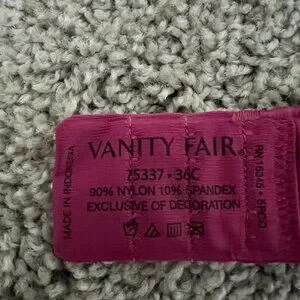 VANITY FAIR®
75337 • 36C
90% NYLON 10% SPANDEX
EXCLUSIVE OF DECORATION
MADE IN INDONESIA